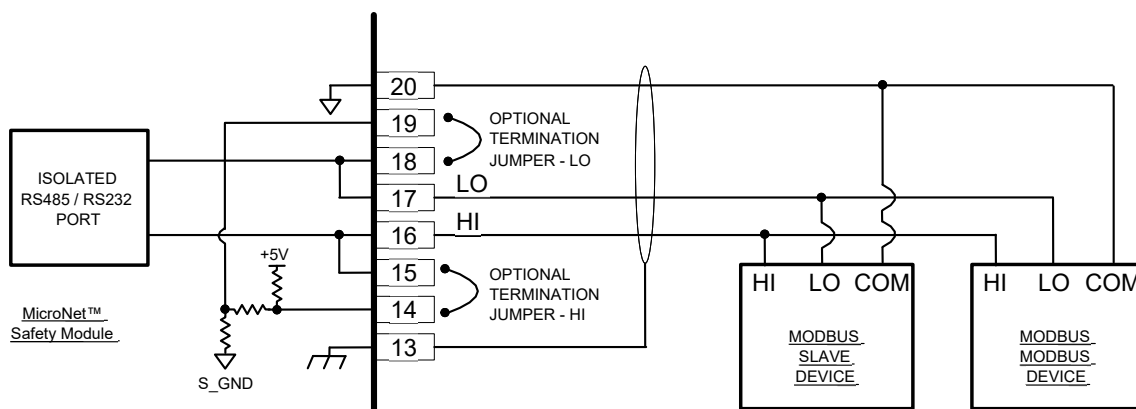 20
19
OPTIONAL
TERMINATION
JUMPER - LO
18
ISOLATED
RS485 / RS232
PORT
17
LO
16
HI
+5V
15
OPTIONAL
TERMINATION
JUMPER - HI
14
13
MicroNet™
Safety Module
S_GND
HI LO COM
MODBUS
SLAVE
DEVICE
HI LO COM
MODBUS
MODBUS
DEVICE